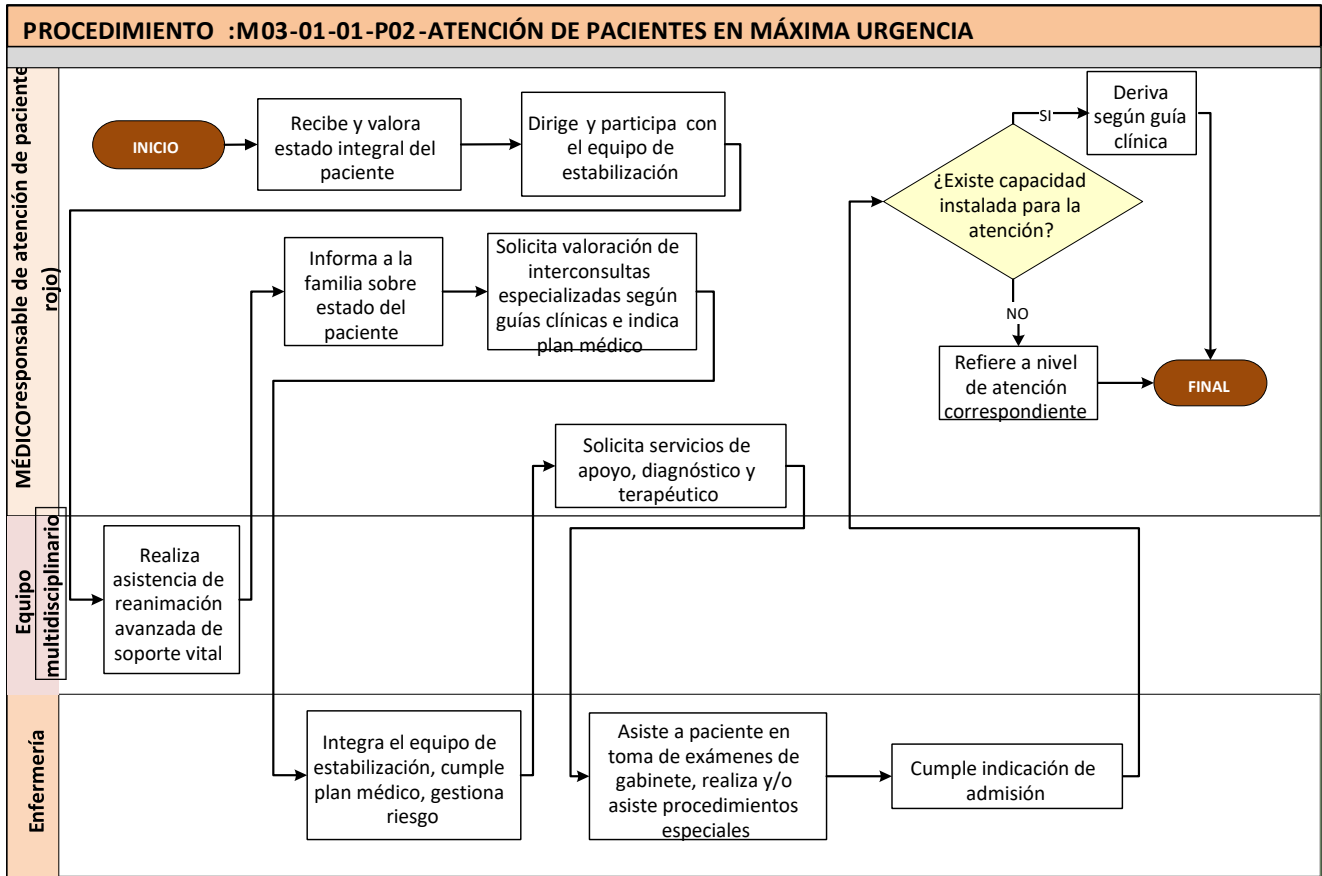 PROCEDIMIENTO :M03-01-01-P02-ATENCIÓN DE PACIENTES EN MÁXIMA URGENCIA
MÉDICOresponsable de atención de paciente
rojo)
INICIO
Recibe y valora
estado integral del
paciente
Dirige y participa con
el equipo de
estabilización
Informa a la
familia sobre
estado del
paciente
Solicita valoración de
interconsultas
especializadas según
guías clínicas e indica
plan médico
Solicita servicios de
apoyo, diagnóstico y
terapéutico
¿Existe capacidad
instalada para la
atención?
SI
Deriva
según guía
clínica
NO
Refiere a nivel
de atención
correspondiente
FINAL
Equipo
multidisciplinario
Realiza
asistencia de
reanimación
avanzada de
soporte vital
Enfermería
Integra el equipo de
estabilización, cumple
plan médico, gestiona
riesgo
Asiste a paciente en
toma de exámenes de
gabinete, realiza y/o
asiste procedimientos
especiales
Cumple indicación de
admisión